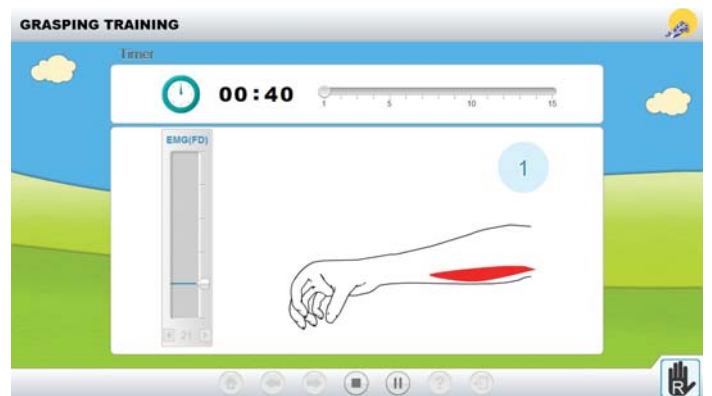 GRASPING TRAINING
Timer
00:40
1 5 10 15
EMG(FD)
1
21
?
R